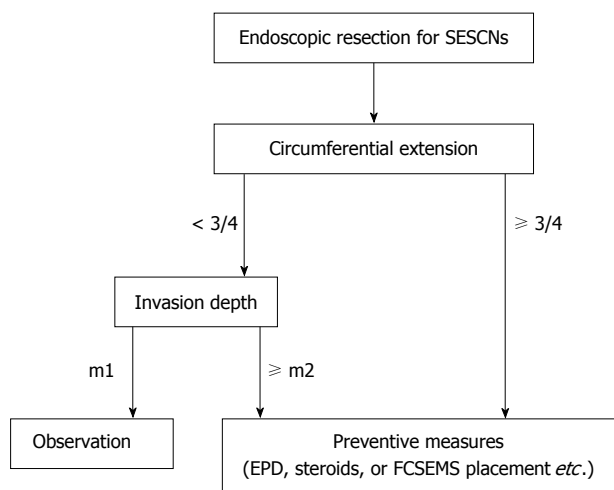 Endoscopic resection for SESCNs
Circumferential extension
< 3/4
⩾ 3/4
Invasion depth
m1
⩾ m2
Observation
Preventive measures
(EPD, steroids, or FCSEMS placement etc.)